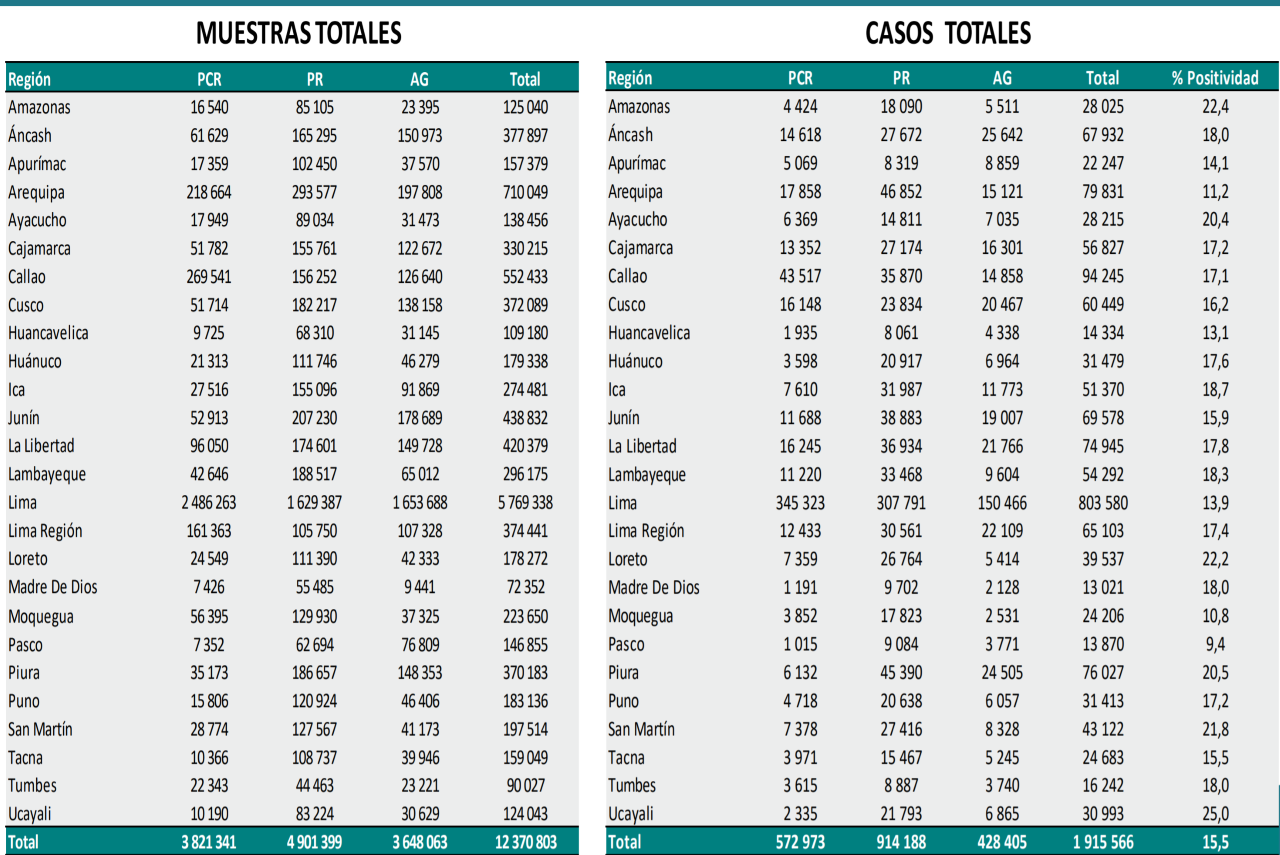 MUESTRAS TOTALES
Región PCR PR AG Total
Amazonas 16 540 85 105 23 395 125 040
Áncash 61 629 165 295 150 973 377 897
Apurímac 17 359 102 450 37 570 157 379
Arequipa 218 664 293 577 197 808 710 049
Ayacucho 17 949 89 034 31 473 138 456
Cajamarca 51 782 155 761 122 672 330 215
Callao 269 541 156 252 126 640 552 433
Cusco 51 714 182 217 138 158 372 089
Huancavelica 9 725 68 310 31 145 109 180
Huánuco 21 313 111 746 46 279 179 338
Ica 27 516 155 096 91 869 274 481
Junín 52 913 207 230 178 689 438 832
La Libertad 96 050 174 601 149 728 420 379
Lambayeque 42 646 188 517 65 012 296 175
Lima 2 486 263 1 629 387 1 653 688 5 769 338
Lima Región 161 363 105 750 107 328 374 441
Loreto 24 549 111 390 42 333 178 272
Madre De Dios 7 426 55 485 9 441 72 352
Moquegua 56 395 129 930 37 325 223 650
Pasco 7 352 62 694 76 809 146 855
Piura 35 173 186 657 148 353 370 183
Puno 15 806 120 924 46 406 183 136
San Martín 28 774 127 567 41 173 197 514
Tacna 10 366 108 737 39 946 159 049
Tumbes 22 343 44 463 23 221 90 027
Ucayali 10 190 83 224 30 629 124 043
Total 3 821 341 4 901 399 3 648 063 12 370 803
CASOS TOTALES
Región PCR PR AG Total % Positividad
Amazonas 4 424 18 090 5 511 28 025 22,4
Áncash 14 618 27 672 25 642 67 932 18,0
Apurímac 5 069 8 319 8 859 22 247 14,1
Arequipa 17 858 46 852 15 121 79 831 11,2
Ayacucho 6 369 14 811 7 035 28 215 20,4
Cajamarca 13 352 27 174 16 301 56 827 17,2
Callao 43 517 35 870 14 858 94 245 17,1
Cusco 16 148 23 834 20 467 60 449 16,2
Huancavelica 1 935 8 061 4 338 14 334 13,1
Huánuco 3 598 20 917 6 964 31 479 17,6
Ica 7 610 31 987 11 773 51 370 18,7
Junín 11 688 38 883 19 007 69 578 15,9
La Libertad 16 245 36 934 21 766 74 945 17,8
Lambayeque 11 220 33 468 9 604 54 292 18,3
Lima 345 323 307 791 150 466 803 580 13,9
Lima Región 12 433 30 561 22 109 65 103 17,4
Loreto 7 359 26 764 5 414 39 537 22,2
Madre De Dios 1 191 9 702 2 128 13 021 18,0
Moquegua 3 852 17 823 2 531 24 206 10,8
Pasco 1 015 9 084 3 771 13 870 9,4
Piura 6 132 45 390 24 505 76 027 20,5
Puno 4 718 20 638 6 057 31 413 17,2
San Martín 7 378 27 416 8 328 43 122 21,8
Tacna 3 971 15 467 5 245 24 683 15,5
Tumbes 3 615 8 887 3 740 16 242 18,0
Ucayali 2 335 21 793 6 865 30 993 25,0
Total 572 973 914 188 428 405 1 915 566 15,5